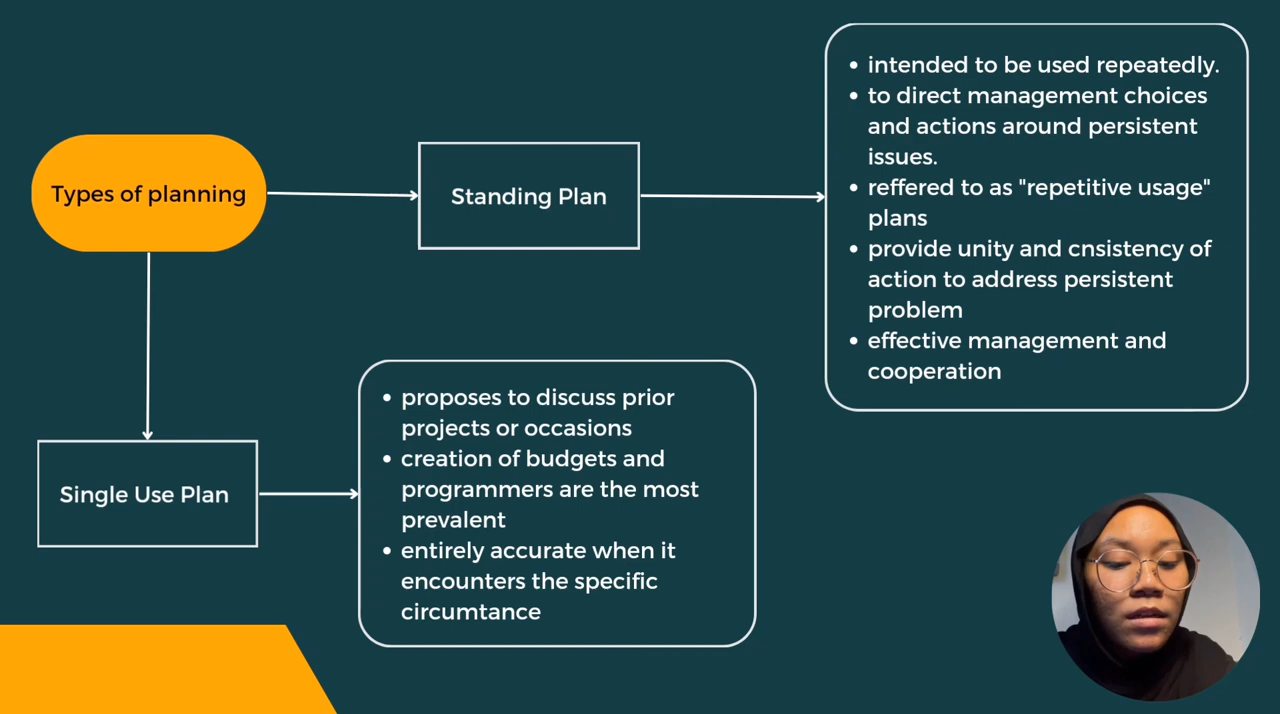 Types of planning
Standing Plan
• intended to be used repeatedly.
• to direct management choices
and actions around persistent
issues.
• reffered to as "repetitive usage"
plans
• provide unity and cnsistency of
action to address persistent
problem
• effective management and
cooperation
Single Use Plan
• proposes to discuss prior
projects or occasions
• creation of budgets and
programmers are the most
prevalent
• entirely accurate when it
encounters the specific
circumtance